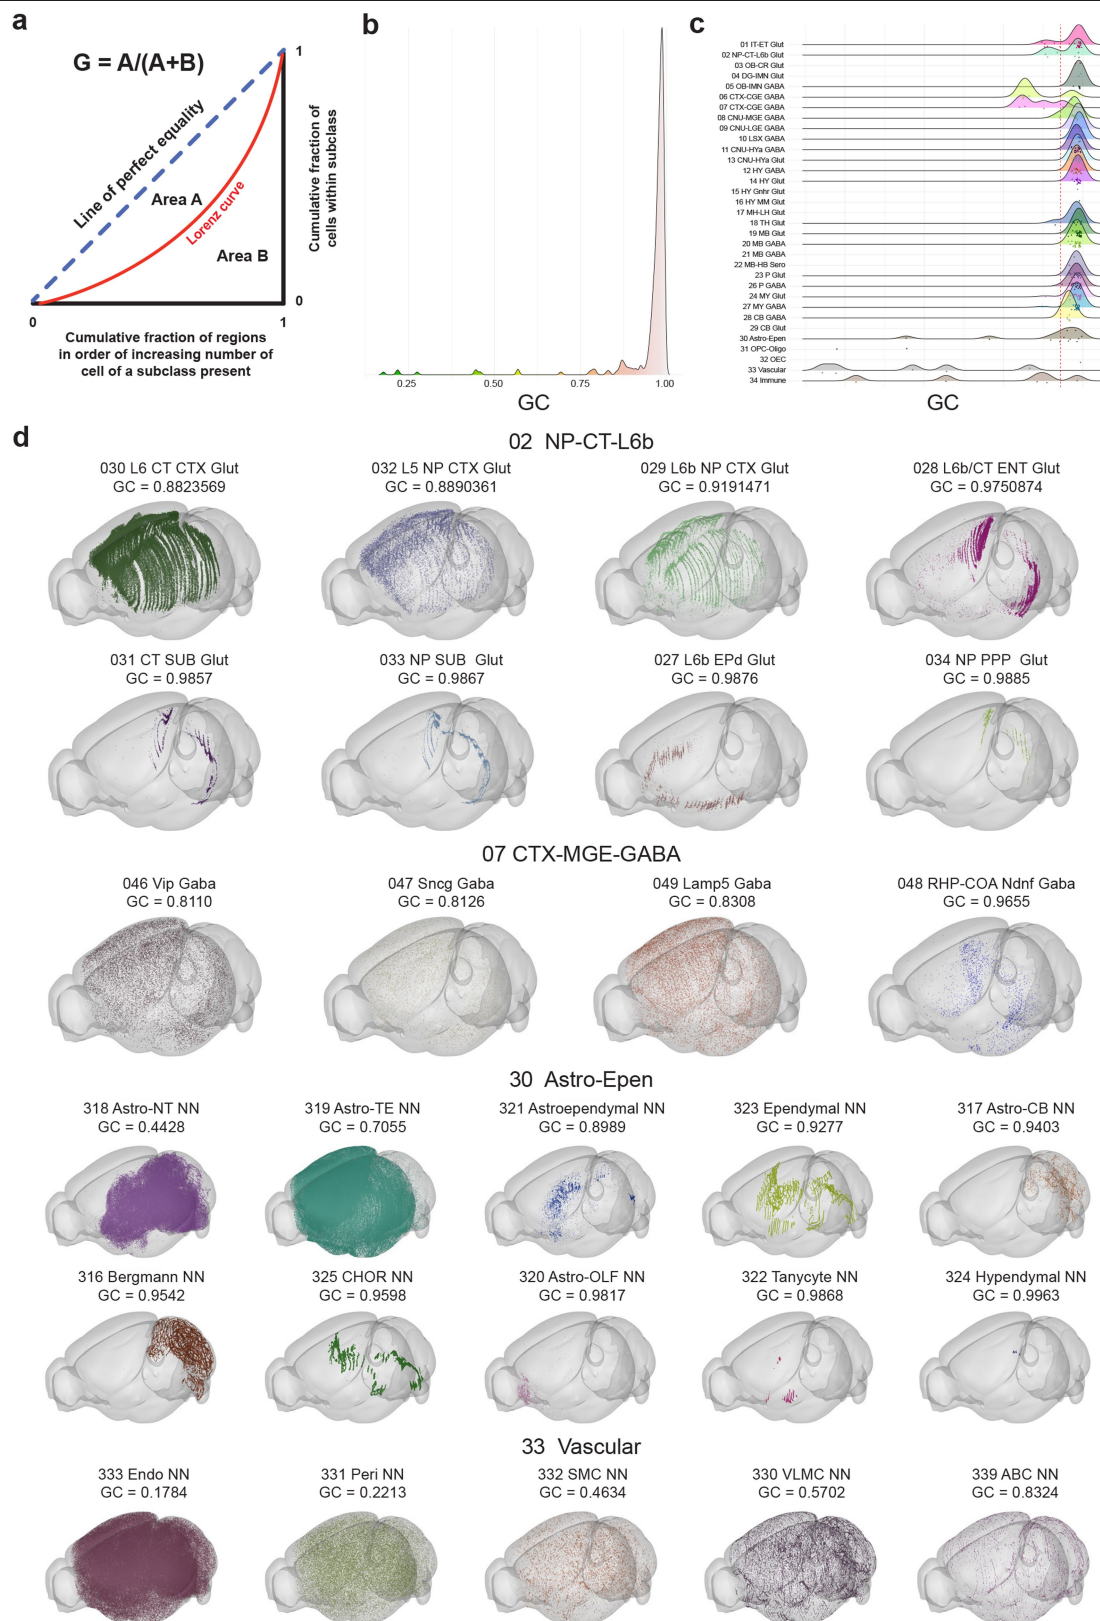 a
G = A/(A+B)
1
Line of perfect equality
Area A
Lorenz curve
Area B
Cumulative fraction of
cells within subclass
0
0
1
Cumulative fraction of regions
in order of increasing number of
cell of a subclass present
b
0.25
0.50
0.75
1.00
GC
c
01 IT-ET Glut
02 NP-CT-L6b Glut
03 OB-CR Glut
04 DG-IMN Glut
05 OB-IMN GABA
06 CTX-CGE GABA
07 CTX-CGE GABA
08 CNU-MGE GABA
09 CNU-LGE GABA
10 LSX GABA
11 CNU-HYa GABA
13 CNU-HYa Glut
12 HY GABA
14 HY Glut
15 HY Gnhr Glut
16 HY MM Glut
17 MH-LH Glut
18 TH Glut
19 MB Glut
20 MB GABA
21 MB GABA
22 MB-HB Sero
23 P Glut
26 P GABA
24 MY Glut
27 MY GABA
28 CB GABA
29 CB Glut
30 Astro-Epen
31 OPC-Oligo
32 OEC
33 Vascular
34 Immune
GC
d
02 NP-CT-L6b
030 L6 CT CTX Glut
GC = 0.8823569
032 L5 NP CTX Glut
GC = 0.8890361
029 L6b NP CTX Glut
GC = 0.9191471
028 L6b/CT ENT Glut
GC = 0.9750874
031 CT SUB Glut
GC = 0.9857
033 NP SUB Glut
GC = 0.9867
027 L6b EPd Glut
GC = 0.9876
034 NP PPP Glut
GC = 0.9885
07 CTX-MGE-GABA
046 Vip Gaba
GC = 0.8110
047 Sncg Gaba
GC = 0.8126
049 Lamp5 Gaba
GC = 0.8308
048 RHP-COA Ndnf Gaba
GC = 0.9655
30 Astro-Epen
318 Astro-NT NN
GC = 0.4428
319 Astro-TE NN
GC = 0.7055
321 Astroependymal NN
GC = 0.8989
323 Ependymal NN
GC = 0.9277
317 Astro-CB NN
GC = 0.9403
316 Bergmann NN
GC = 0.9542
325 CHOR NN
GC = 0.9598
320 Astro-OLF NN
GC = 0.9817
322 Tanycyte NN
GC = 0.9868
324 Hypendymal NN
GC = 0.9963
33 Vascular
333 Endo NN
GC = 0.1784
331 Peri NN
GC = 0.2213
332 SMC NN
GC = 0.4634
330 VLMC NN
GC = 0.5702
339 ABC NN
GC = 0.8324